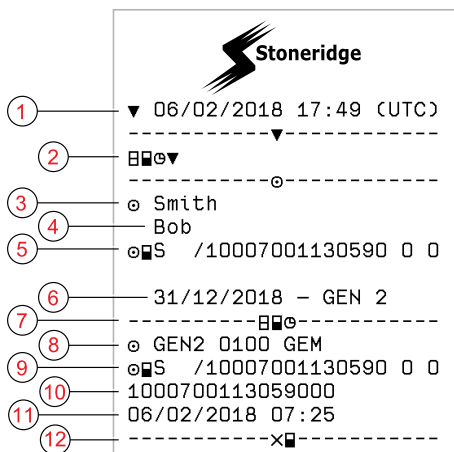 Stoneridge
1 ▼ 06/02/2018 17:49 (UTC)
2
3 Smith
4 Bob
5 S /10007001130590 0 0
6 31/12/2018 – GEN 2
7
8 GEN2 0100 GEM
9 S /10007001130590 0 0
10 1000700113059000
11 06/02/2018 07:25
12